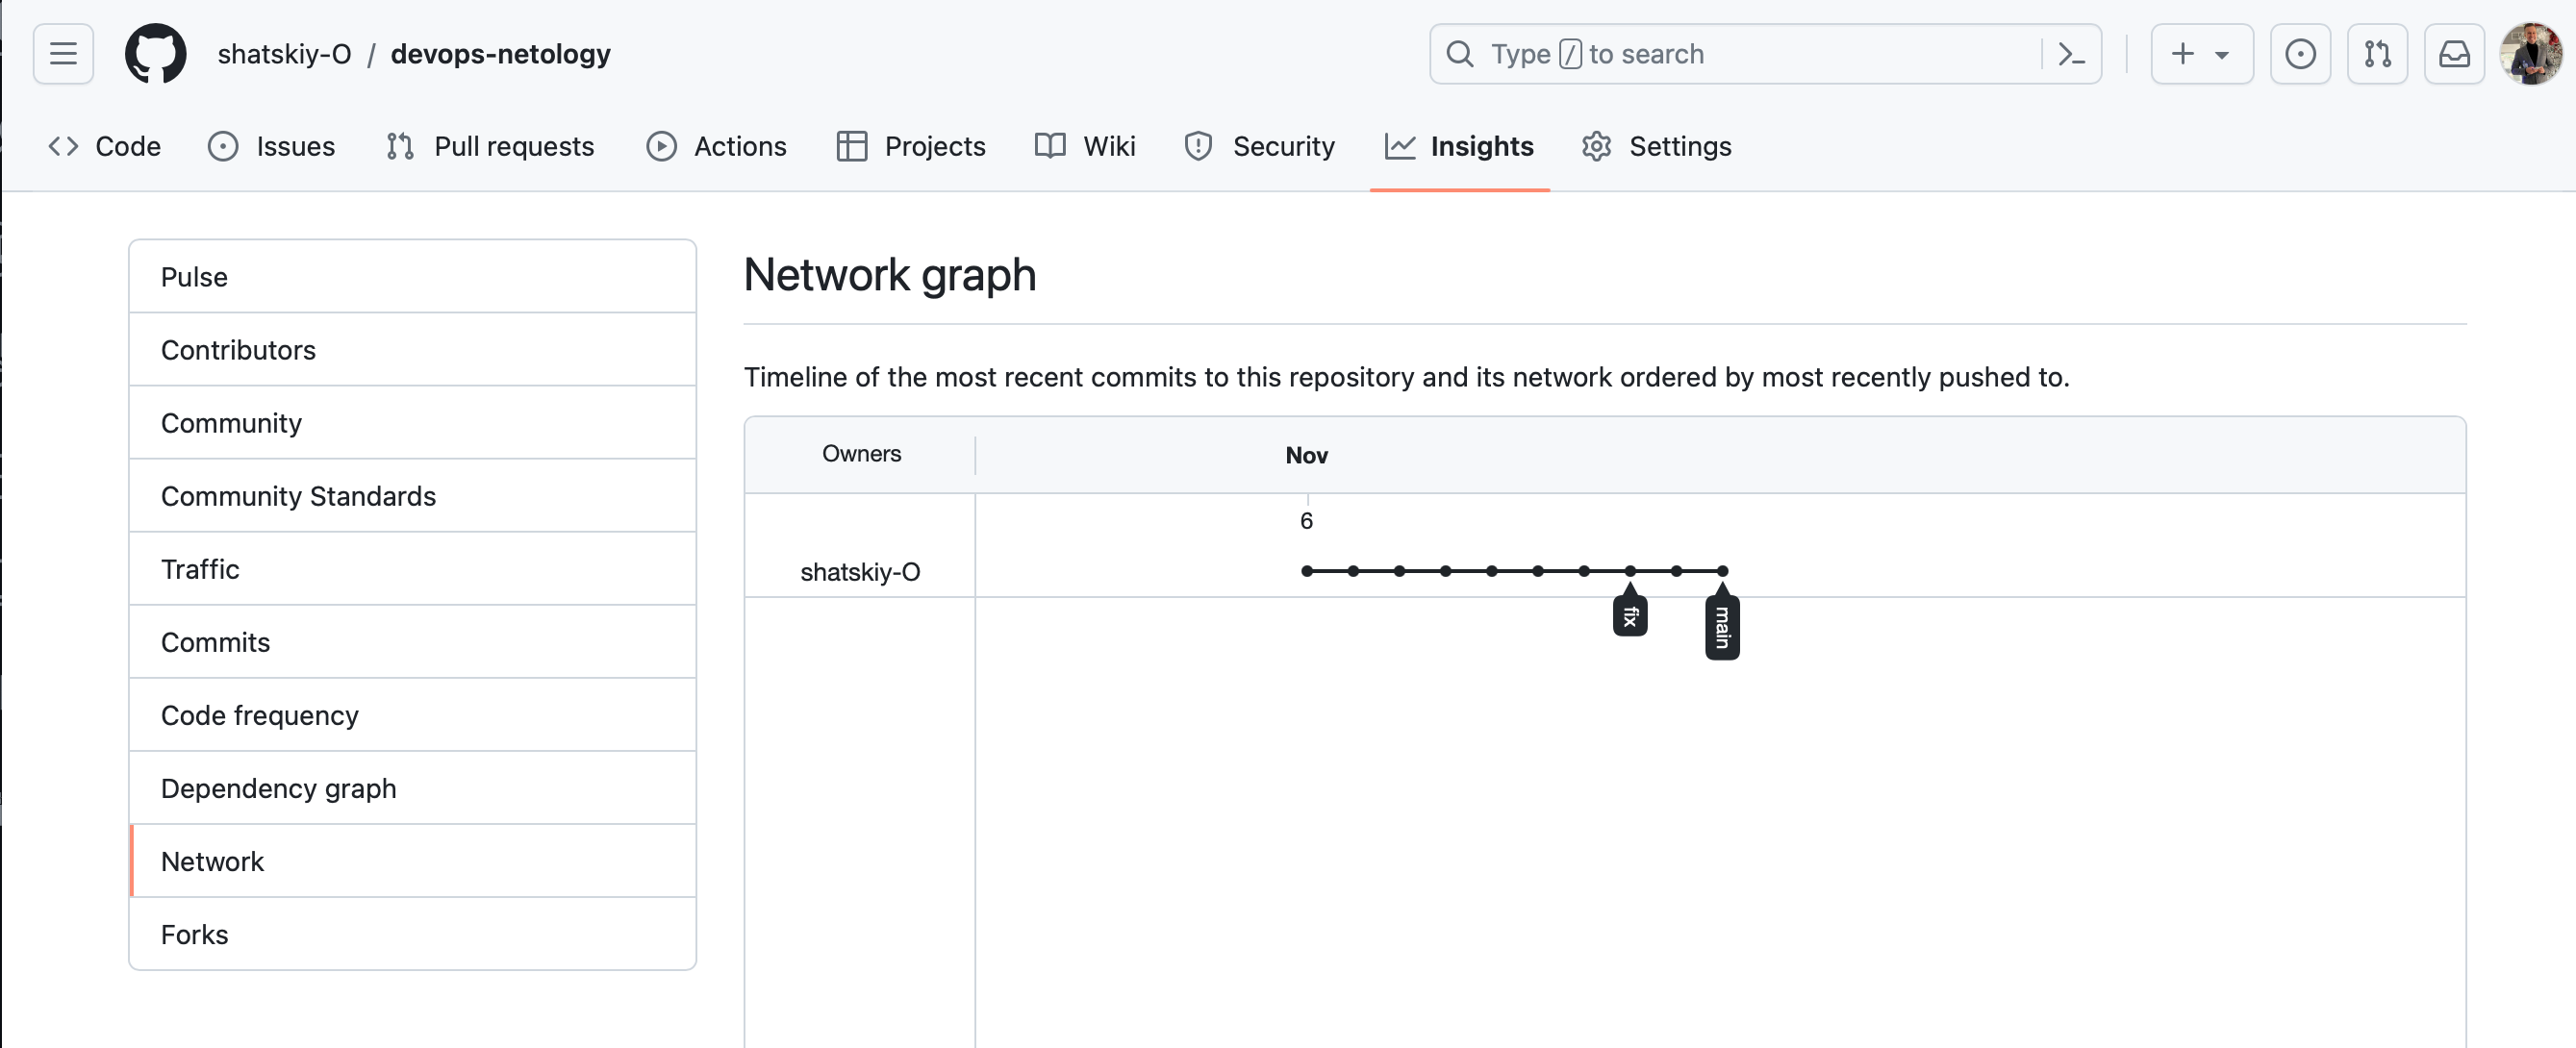 shatskiy-O / devops-netology
Type / to search
Code Issues Pull requests Actions Projects Wiki Security Insights Settings
Pulse
Contributors
Community
Community Standards
Traffic
Commits
Code frequency
Dependency graph
Network
Forks
Network graph
Timeline of the most recent commits to this repository and its network ordered by most recently pushed to.
Owners Nov
6
shatskiy-O
fix main